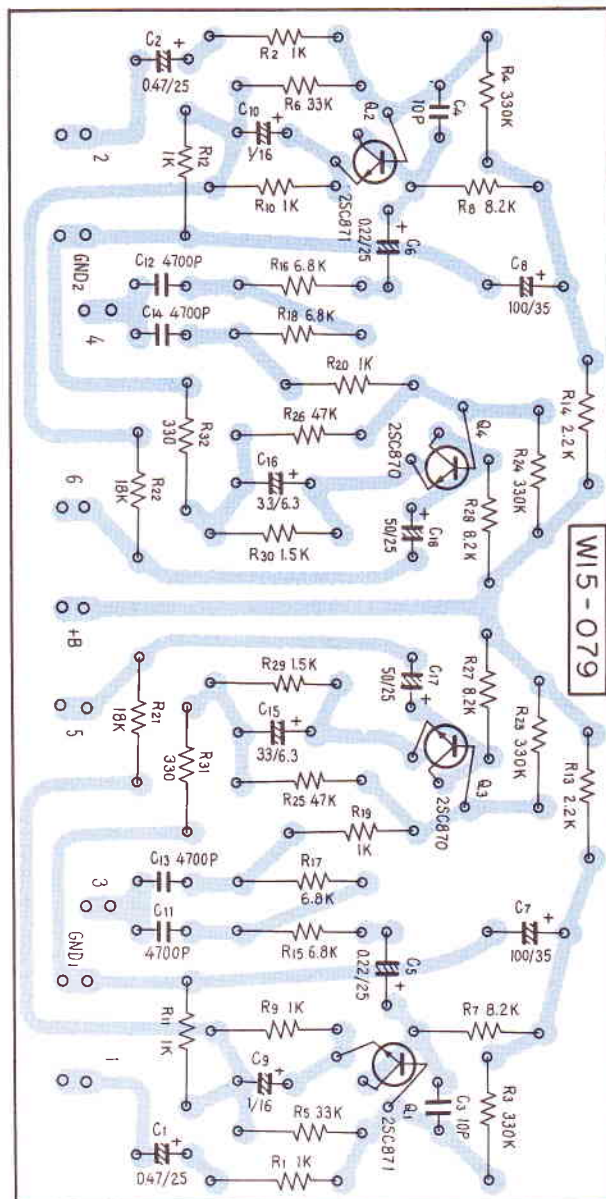 C2 +
0.47/25
R2 1K
R6 33K
C10 +
1/16
R12
1K
R10 1K
2
Q2
2SC871
C4
10P
R4 330K
R8 8.2K
C6 +
0.22/25
GND2
C12 4700P
R16 6.8K
C8 +
100/35
4
C14 4700P
R18 6.8K
R20 1K
R14 2.2K
R26 47K
R32
330
Q4
2SC870
C16 +
33/6.3
R24 330K
R22
18K
6
R28 8.2K
C18 +
50/25
R30 1.5K
W15-079
+B
R29 1.5K
C17 +
50/25
R27 8.2K
5
R21
18K
C15 +
33/6.3
R23 330K
R31
330
R25 47K
Q3
2SC870
R13 2.2K
R19
1K
C13 4700P
R17
6.8K
3
C11
4700P
R15 6.8K
C5 +
0.22/25
C7 +
100/35
GND1
R11 1K
R9 1K
R7 8.2K
1
C9 +
1/16
Q1
2SC871
C3 10P
R3 330K
R5 33K
C1 +
0.47/25
R1 1K